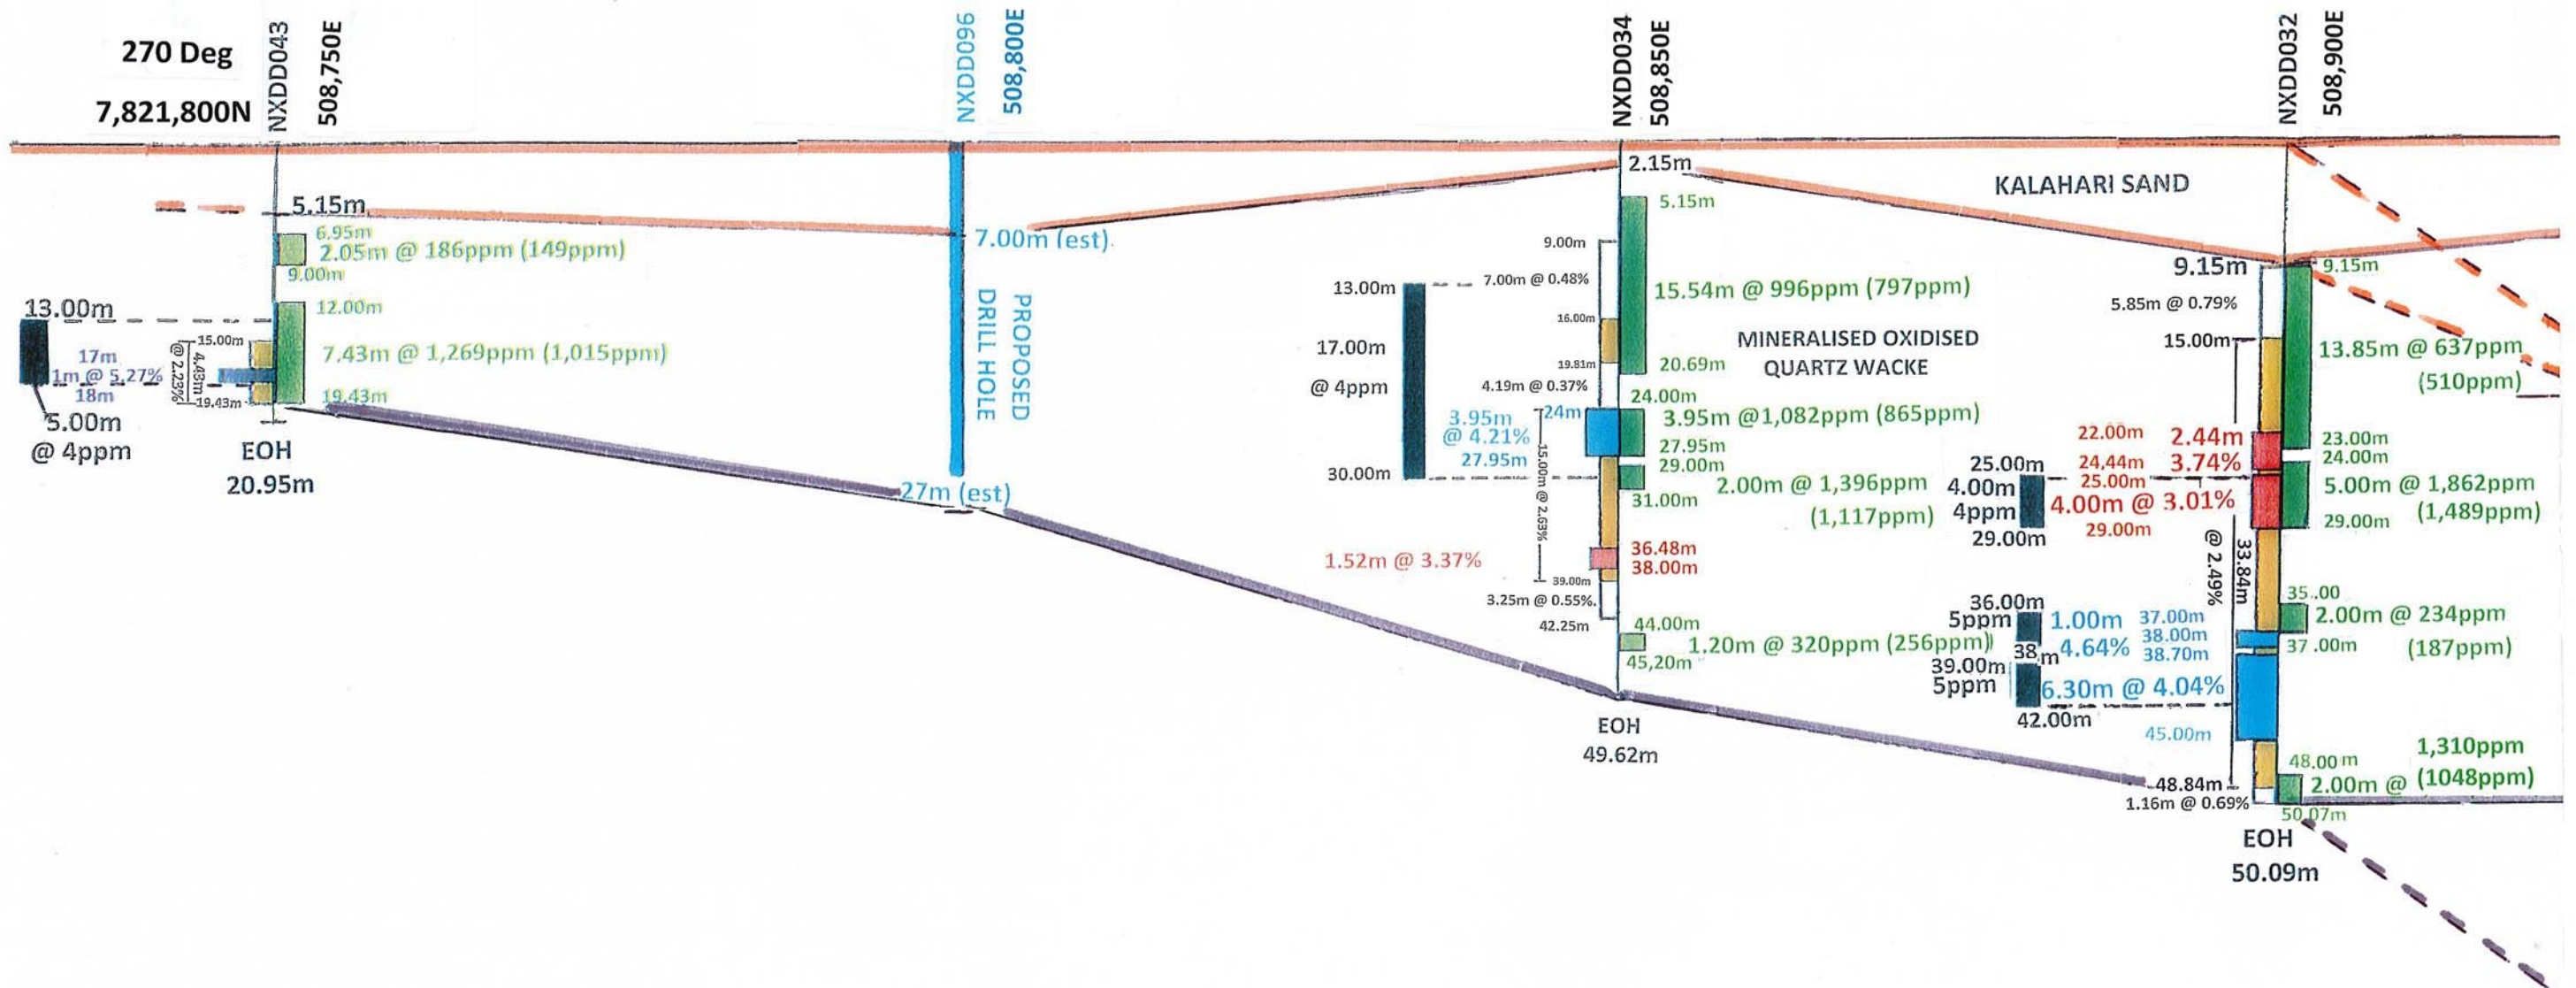 270 Deg
7,821,800N
NXDD043
508,750E
NXDD096
508,800E
NXDD034
508,850E
NXDD032
508,900E
5.15m
6.95m
2.05m @ 186ppm (149ppm)
9.00m
12.00m
7.43m @ 1,269ppm (1,015ppm)
19.43m
13.00m
17m
1m @ 5.27%
18m
5.00m
@ 4ppm
15.00m
4.43m
@ 2.23%
19.43m
EOH
20.95m
7.00m (est)
PROPOSED
DRILL HOLE
27m (est)
2.15m
5.15m
15.54m @ 996ppm (797ppm)
20.69m
24.00m
3.95m @1,082ppm (865ppm)
27.95m
29.00m
2.00m @ 1,396ppm
(1,117ppm)
31.00m
36.48m
38.00m
44.00m
1.20m @ 320ppm (256ppm)
45,20m
9.00m
7.00m @ 0.48%
16.00m
19.81m
4.19m @ 0.37%
24m
3.95m
@ 4.21%
27.95m
15.00m @ 2.63%
1.52m @ 3.37%
39.00m
3.25m @ 0.55%.
42.25m
13.00m
17.00m
@ 4ppm
30.00m
EOH
49.62m
KALAHARI SAND
MINERALISED OXIDISED
QUARTZ WACKE
9.15m
5.85m @ 0.79%
15.00m
9.15m
13.85m @ 637ppm
(510ppm)
23.00m
24.00m
5.00m @ 1,862ppm
(1,489ppm)
29.00m
35..00
2.00m @ 234ppm
37 .00m
(187ppm)
48.00 m
1,310ppm
2.00m @ (1048ppm)
50.07m
22.00m
2.44m
24,44m
3.74%
25.00m
4.00m @ 3.01%
29.00m
25.00m
4.00m
4ppm
29.00m
33.84m
@ 2.49%
36.00m
5ppm
38 m
39.00m
5ppm
42.00m
1.00m
37.00m
38.00m
4.64%
38.70m
6.30m @ 4.04%
45.00m
48.84m
1.16m @ 0.69%
EOH
50.09m